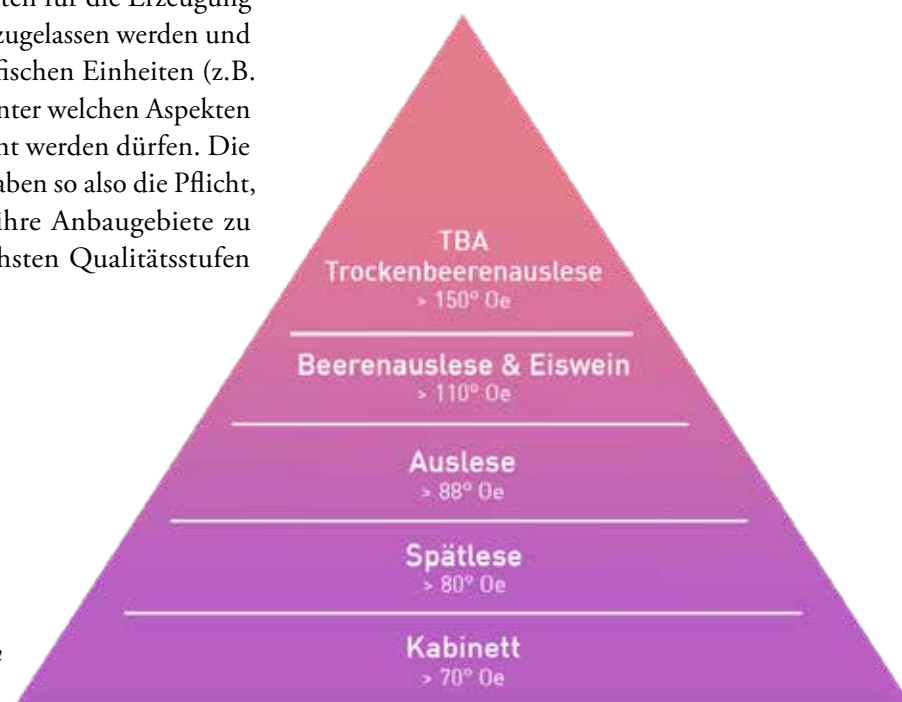 ten für die Erzeugung
zugelassen werden und
fischen Einheiten (z.B.
nter welchen Aspekten
nt werden dürfen. Die
aben so also die Pflicht,
ihre Anbaugebiete zu
hsten Qualitätsstufen
TBA
Trockenbeerenauslese
> 150° Oe
Beerenauslese & Eiswein
> 110° Oe
Auslese
> 88° Oe
Spätlese
> 80° Oe
Kabinett
> 70° Oe